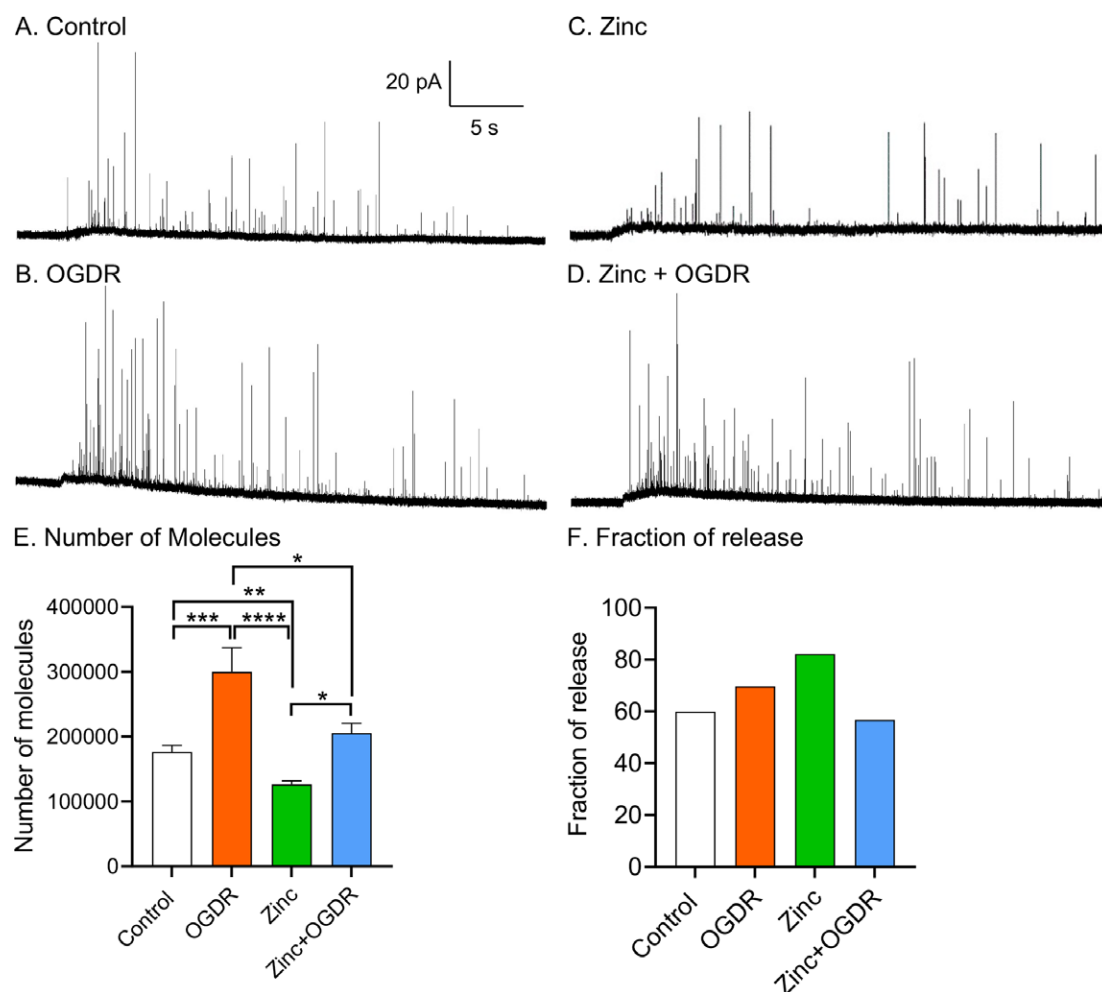 A. Control
20 pA
5 s
C. Zinc
B. OGDR
D. Zinc + OGDR
E. Number of Molecules
Number of molecules
400000
300000
200000
100000
0
*
**
***
****
*
Control
OGDR
Zinc
Zinc+OGDR
F. Fraction of release
Fraction of release
100
80
60
40
20
0
Control
OGDR
Zinc
Zinc+OGDR